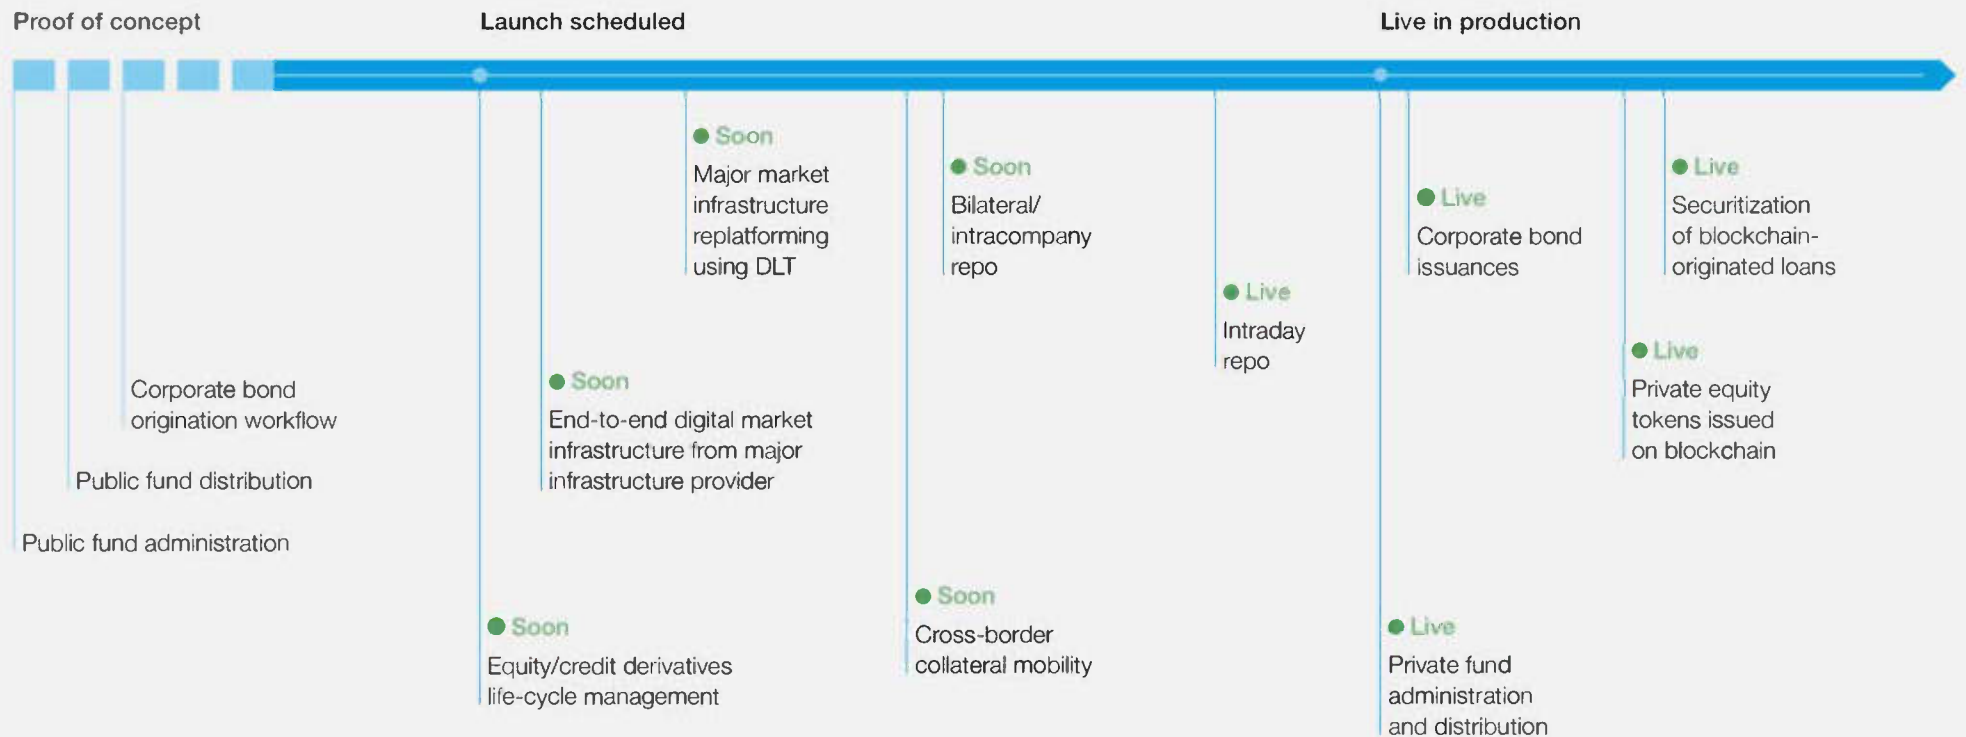 Proof of concept
Launch scheduled
Live in production
Public fund administration
Public fund distribution
Corporate bond
origination workflow
Soon
Equity/credit derivatives
life-cycle management
Soon
End-to-end digital market
infrastructure from major
infrastructure provider
Soon
Major market
infrastructure
replatforming
using DLT
Soon
Cross-border
collateral mobility
Soon
Bilateral/
intracompany
repo
Live
Intraday
repo
Live
Private fund
administration
and distribution
Live
Corporate bond
issuances
Live
Private equity
tokens issued
on blockchain
Live
Securitization
of blockchain-
originated loans